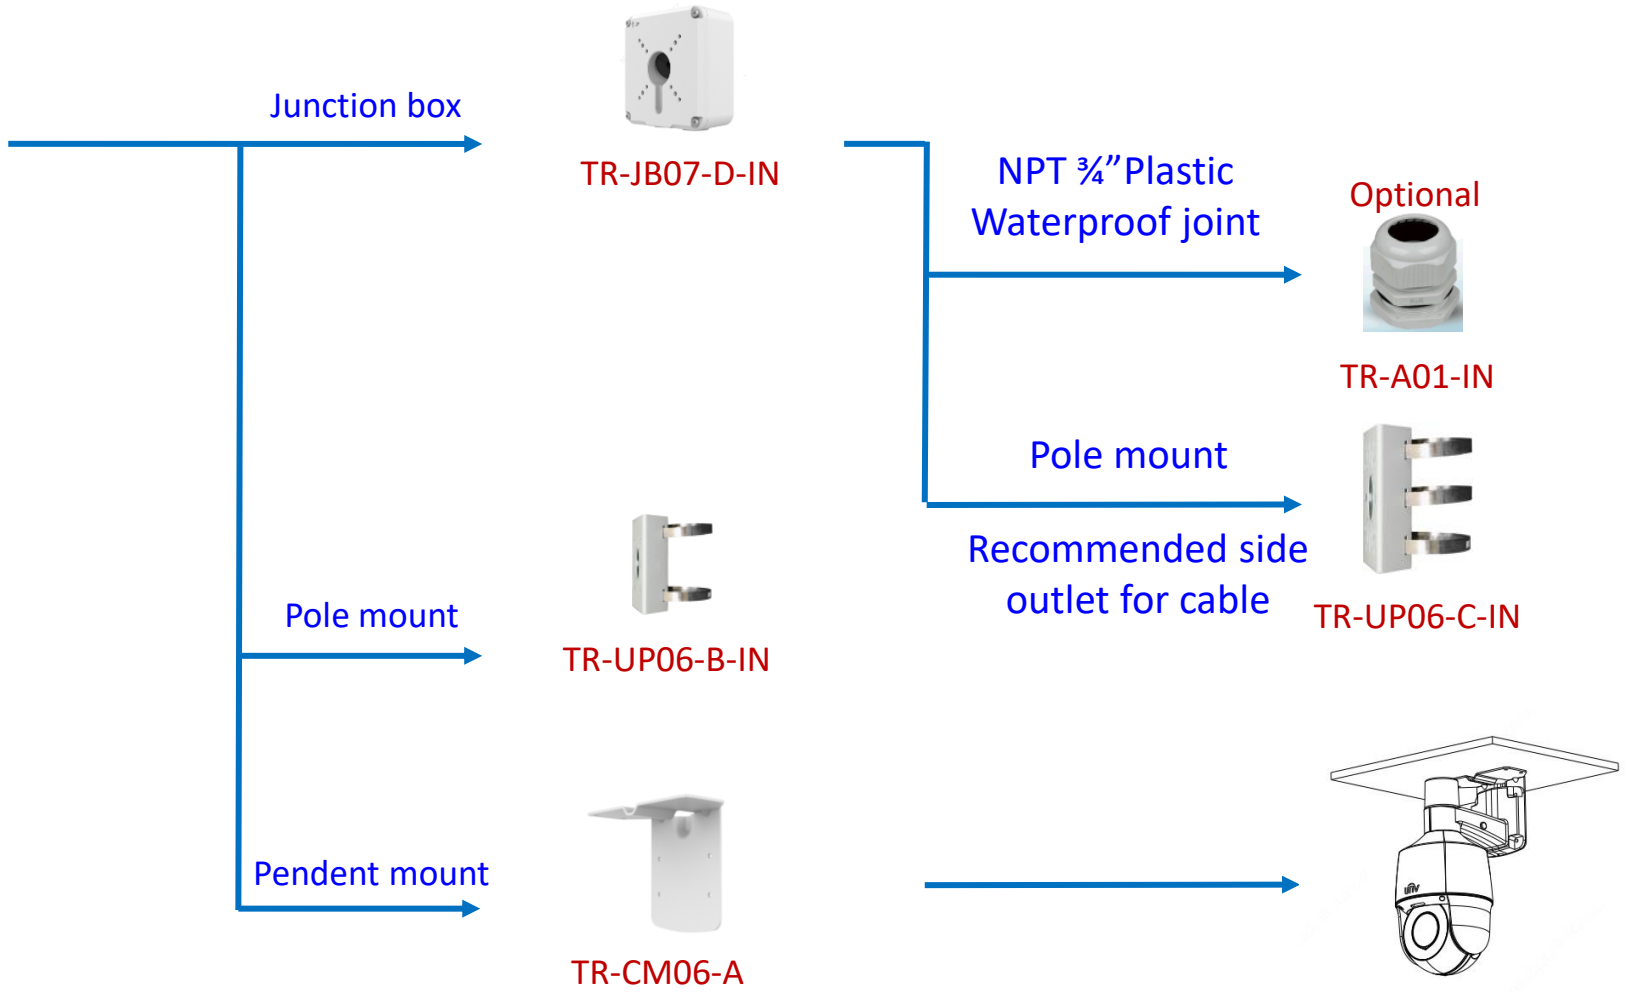 Junction box
TR-JB07-D-IN
NPT ¾”Plastic
Waterproof joint
Optional
TR-A01-IN
Pole mount
Recommended side
outlet for cable
TR-UP06-C-IN
Pole mount
TR-UP06-B-IN
Pendent mount
TR-CM06-A
unv